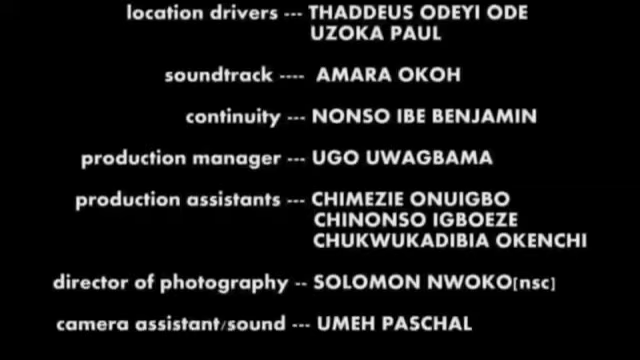 location drivers --- THADDEUS ODEYI ODE
UZOKA PAUL
soundtrack ---- AMARA OKOH
continuity --- NONSO IBE BENJAMIN
production manager --- UGO UWAGBAMA
production assistants --- CHIMEZIE ONUIGBO
CHINONSO IGBOEZE
CHUKWUKADIBIA OKENCHI
director of photography -- SOLOMON NWOKO[nsc]
camera assistant/sound --- UMEH PASCHAL